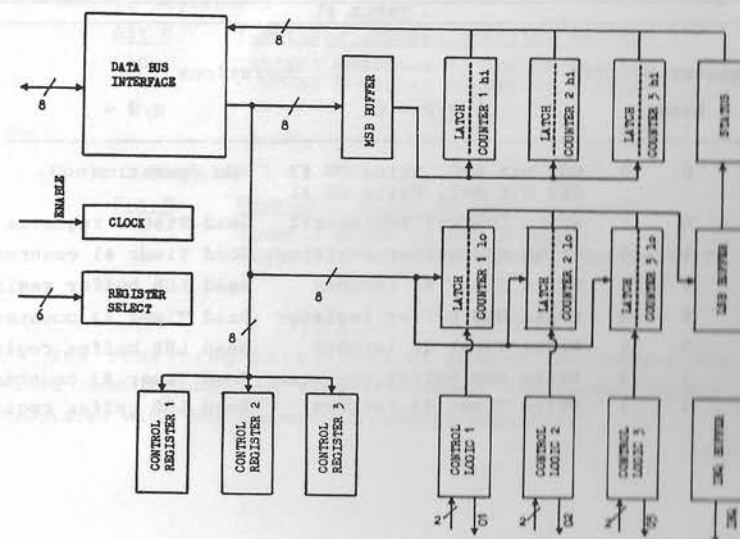 DATA BUS
INTERFACE
8
8
8
MSB BUFFER
LATCH
COUNTER 1 hi
LATCH
COUNTER 2 hi
LATCH
COUNTER 3 hi
STATUS
ENABLE
CLOCK
REGISTER
SELECT
6
8
8
LATCH
COUNTER 1 lo
LATCH
COUNTER 2 lo
LATCH
COUNTER 3 lo
LSB BUFFER
CONTROL
REGISTER 1
CONTROL
REGISTER 2
CONTROL
REGISTER 3
CONTROL
LOGIC 1
CONTROL
LOGIC 2
CONTROL
LOGIC 3
IRQ BUFFER
2
O1
2
O2
2
O3
IRQ